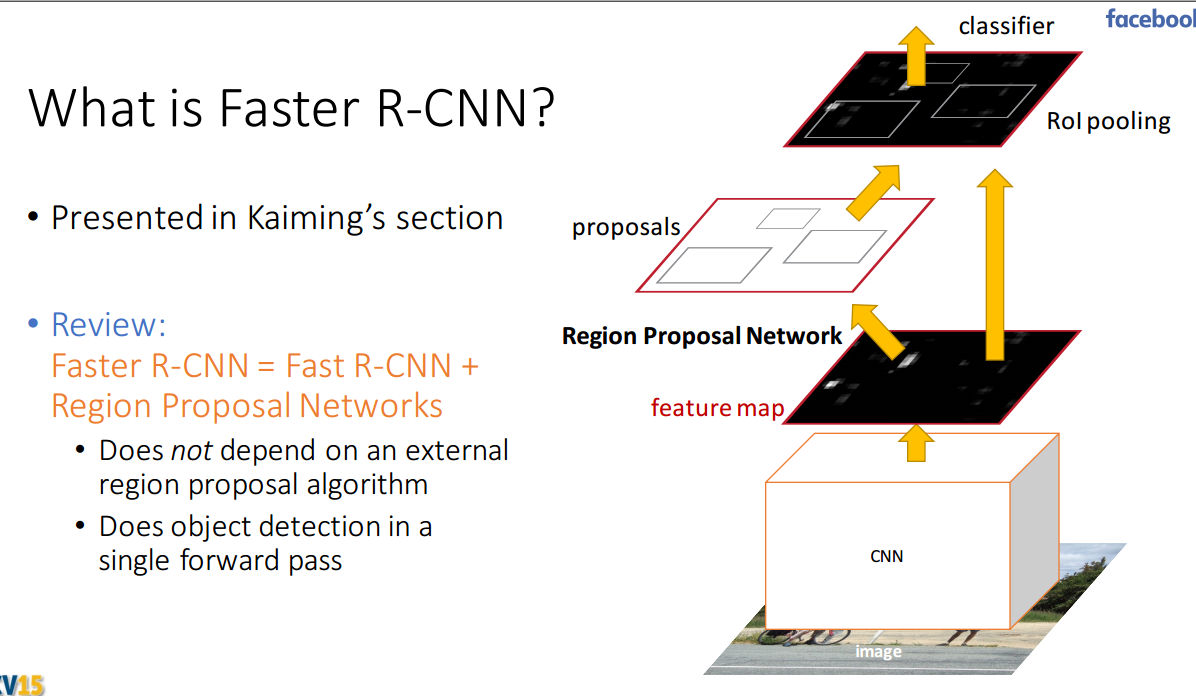 What is Faster R-CNN?
• Presented in Kaiming’s section
• Review:
Faster R-CNN = Fast R-CNN +
Region Proposal Networks
• Does not depend on an external
region proposal algorithm
• Does object detection in a
single forward pass
facebook
classifier
RoI pooling
proposals
Region Proposal Network
feature map
CNN
image
CV15